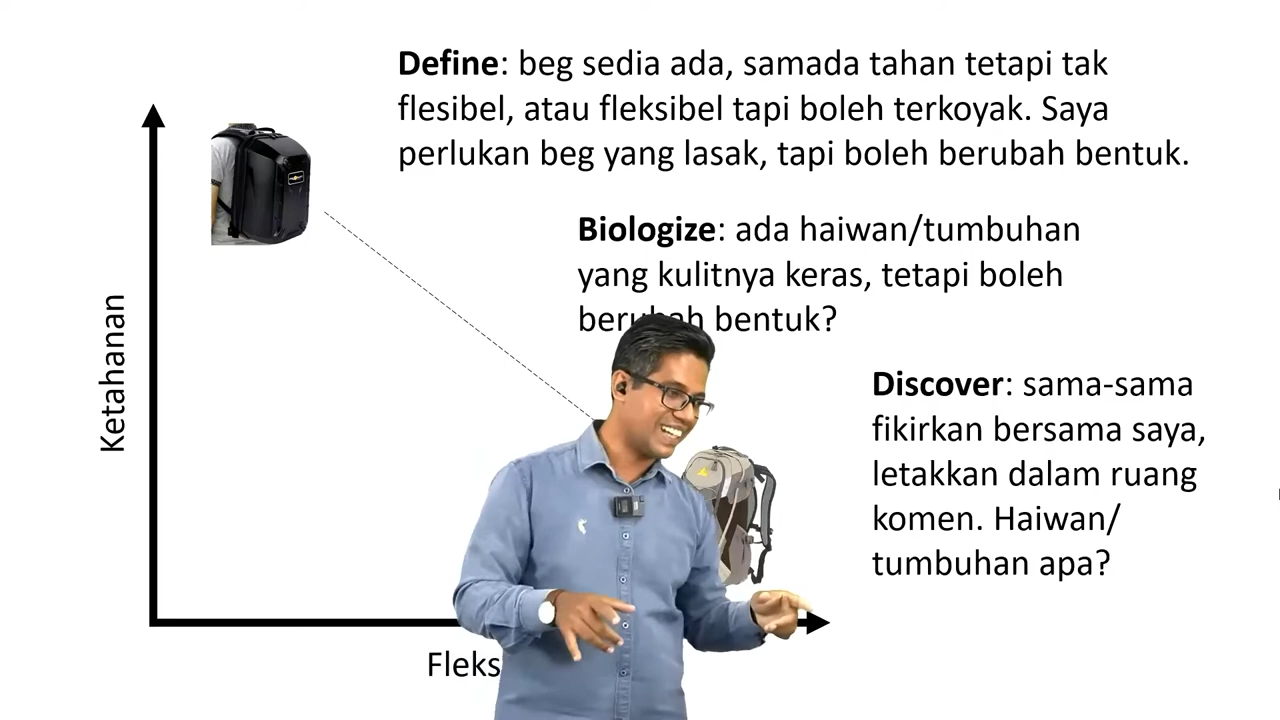 Define: beg sedia ada, samada tahan tetapi tak
flesibel, atau fleksibel tapi boleh terkoyak. Saya
perlukan beg yang lasak, tapi boleh berubah bentuk.
Biologize: ada haiwan/tumbuhan
yang kulitnya keras, tetapi boleh
berubah bentuk?
Discover: sama-sama
fikirkan bersama saya,
letakkan dalam ruang
komen. Haiwan/
tumbuhan apa?
Ketahanan
Fleks